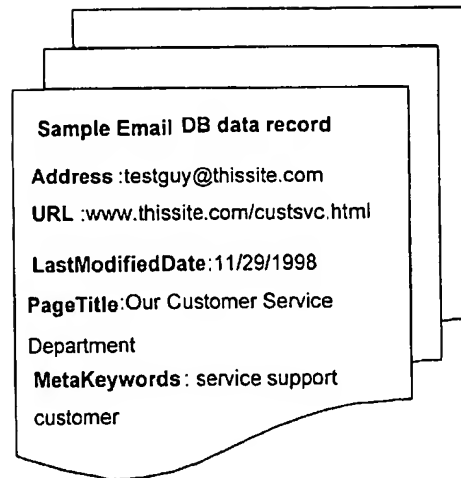 Sample Email DB data record
Address :testguy@thissite.com
URL :www.thissite.com/custsvc.html
LastModifiedDate:11/29/1998
PageTitle:Our Customer Service
Department
MetaKeywords : service support
customer